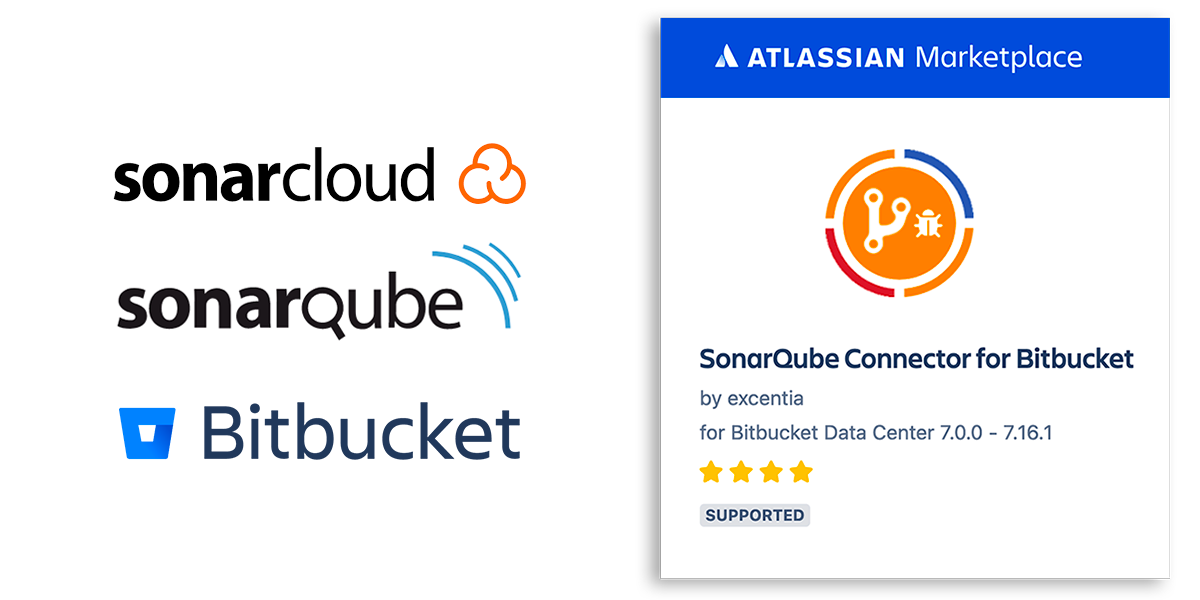 sonarcloud
sonarQube
Bitbucket
ATLASSIAN Marketplace
SonarQube Connector for Bitbucket
by excentia
for Bitbucket Data Center 7.0.0 - 7.16.1
SUPPORTED